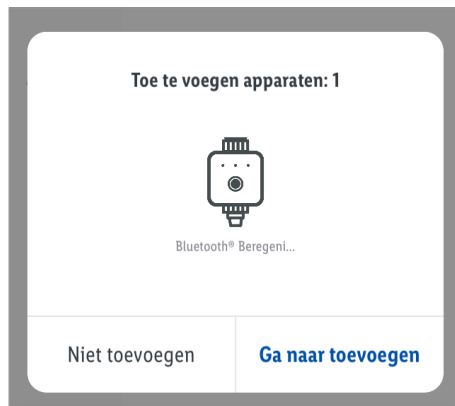 Toe te voegen apparaten: 1
Bluetooth® Beregeni...
Niet toevoegen
Ga naar toevoegen